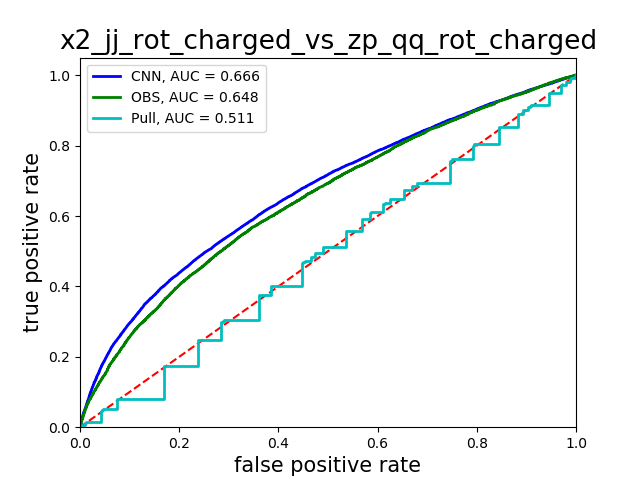 x2_jj_rot_charged_vs_zp_qq_rot_charged
CNN, AUC = 0.666
OBS, AUC = 0.648
Pull, AUC = 0.511
true positive rate
1.0
0.8
0.6
0.4
0.2
0.0
0.0 0.2 0.4 0.6 0.8 1.0
false positive rate